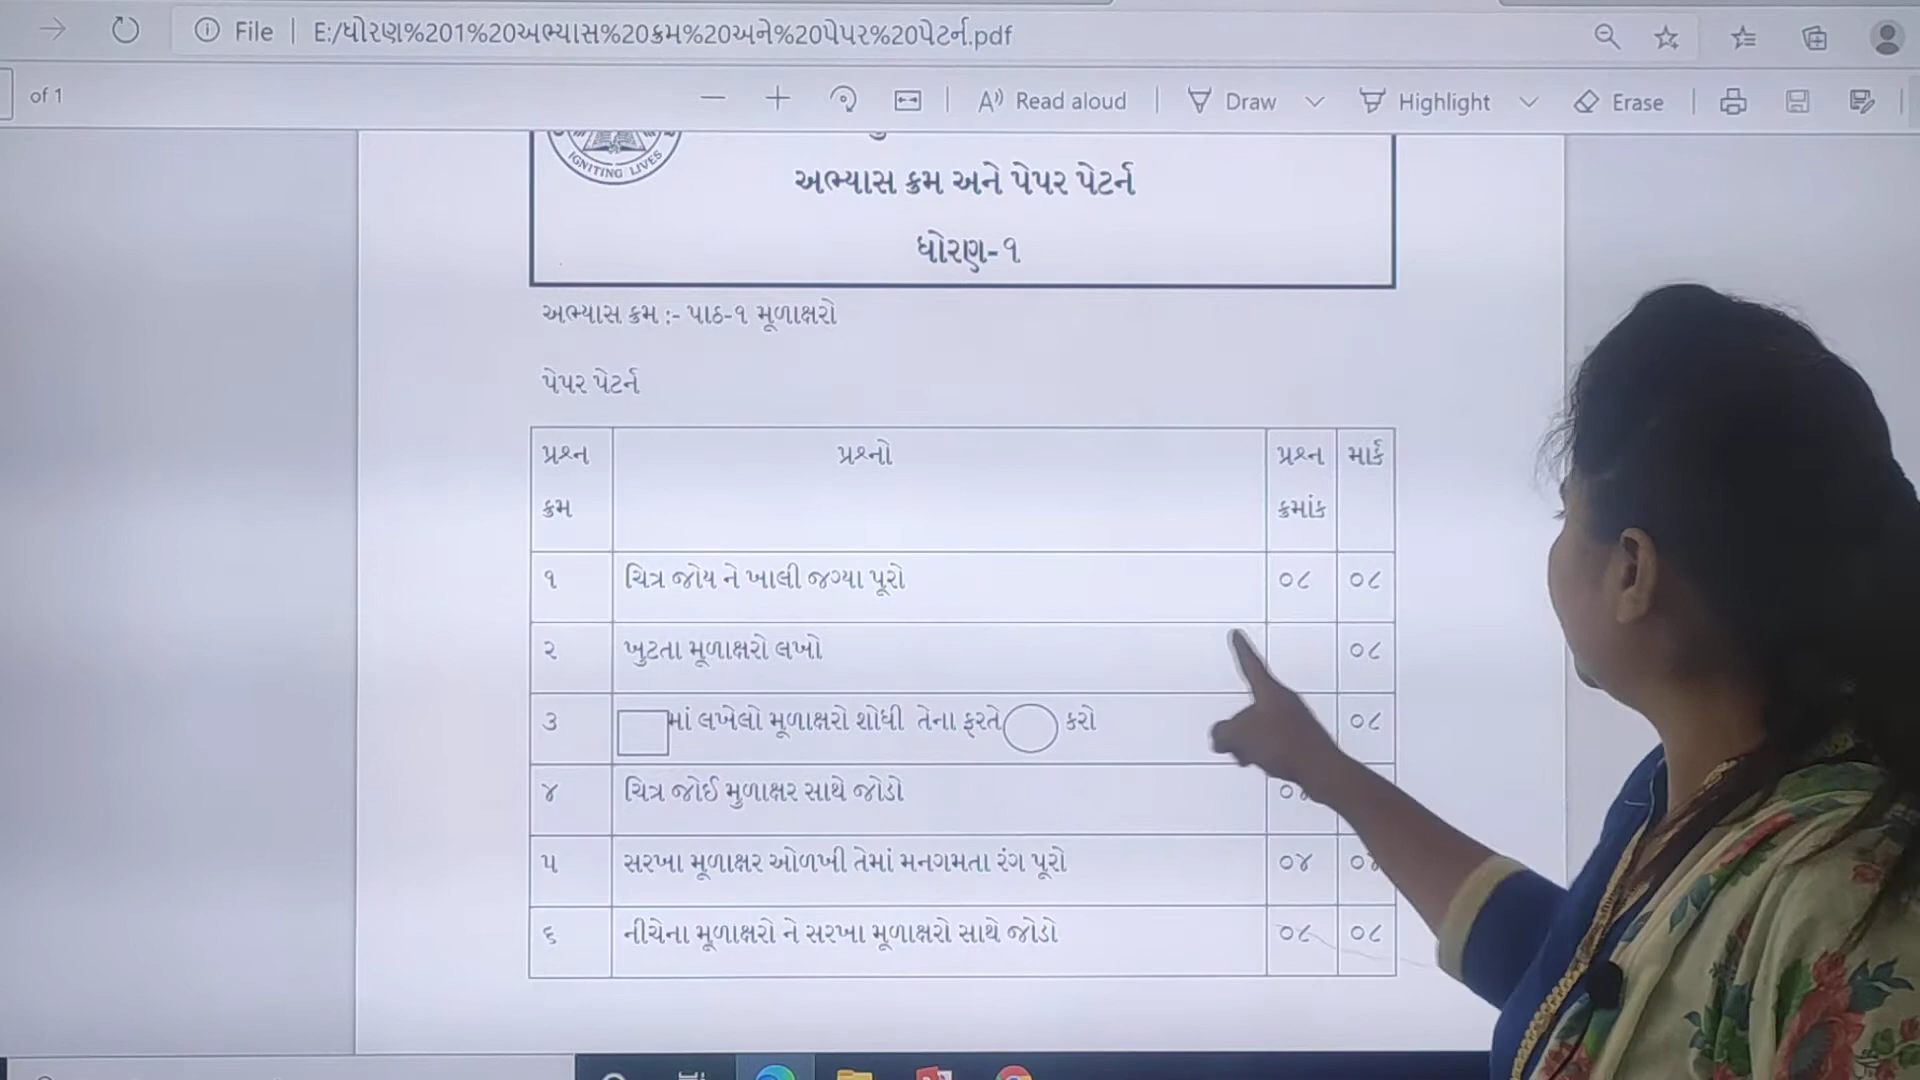 File | E:/ધોરણ%201%20અભ્યાસ%20ક્રમ%20અને%20પેપર%20પેટર્ન.pdf
of 1
Read aloud
Draw
Highlight
Erase
IGNITING LIVES
અભ્યાસ ક્રમ અને પેપર પેટર્ન
ધોરણ-૧
અભ્યાસ ક્રમ :- પાઠ-૧ મૂળાક્ષરો
પેપર પેટર્ન
પ્રશ્ન ક્રમ પ્રશ્નો પ્રશ્ન ક્રમાંક માર્ક
૧ ચિત્ર જોય ને ખાલી જગ્યા પૂરો ૦૮ ૦૮
૨ ખુટતા મૂળાક્ષરો લખો ૦૮
૩ માં લખેલો મૂળાક્ષરો શોધી તેના ફરતે કરો ૦૮
૪ ચિત્ર જોઈ મુળાક્ષર સાથે જોડો
૫ સરખા મૂળાક્ષર ઓળખી તેમાં મનગમતા રંગ પૂરો ૦૪
૬ નીચેના મૂળાક્ષરો ને સરખા મૂળાક્ષરો સાથે જોડો ૦૮ ૦૮